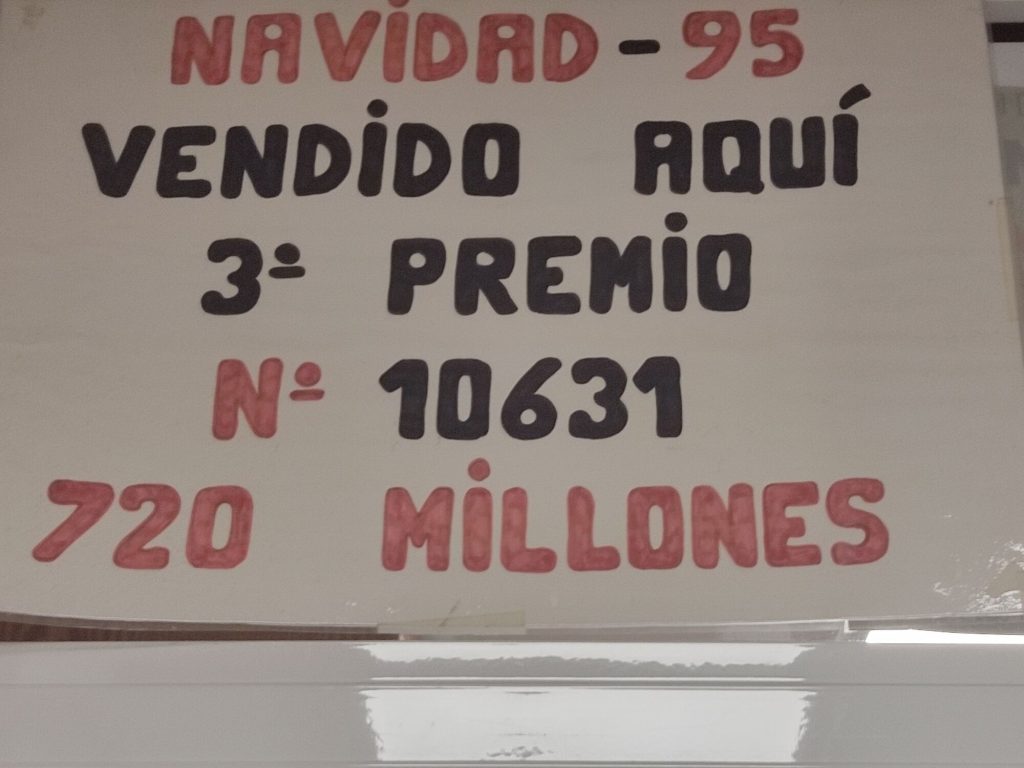 NAViDAD-95
VENDiDO AQUÍ
3º PREMiO
Nº 10631
720 MiLLONES